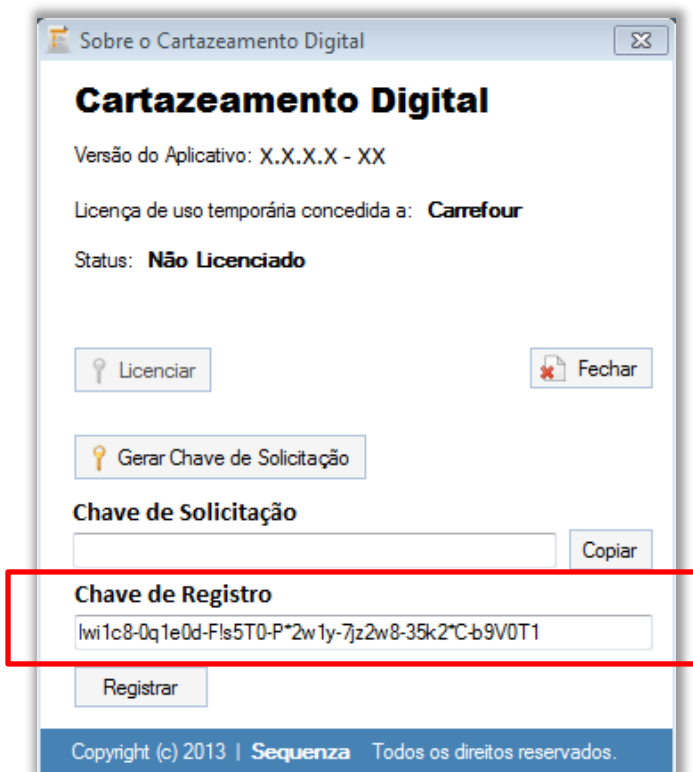 Sobre o Cartazeamento Digital
Cartazeamento Digital
Versão do Aplicativo: X.X.X.X - XX
Licença de uso temporária concedida a: Carrefour
Status: Não Licenciado
Licenciar
Fechar
Gerar Chave de Solicitação
Chave de Solicitação
Copiar
Chave de Registro
lwi1c8-0q1e0d-F!s5T0-P*2w1y-7jz2w8-35k2*C-b9V0T1
Registrar
Copyright (c) 2013 | Sequenza Todos os direitos reservados.